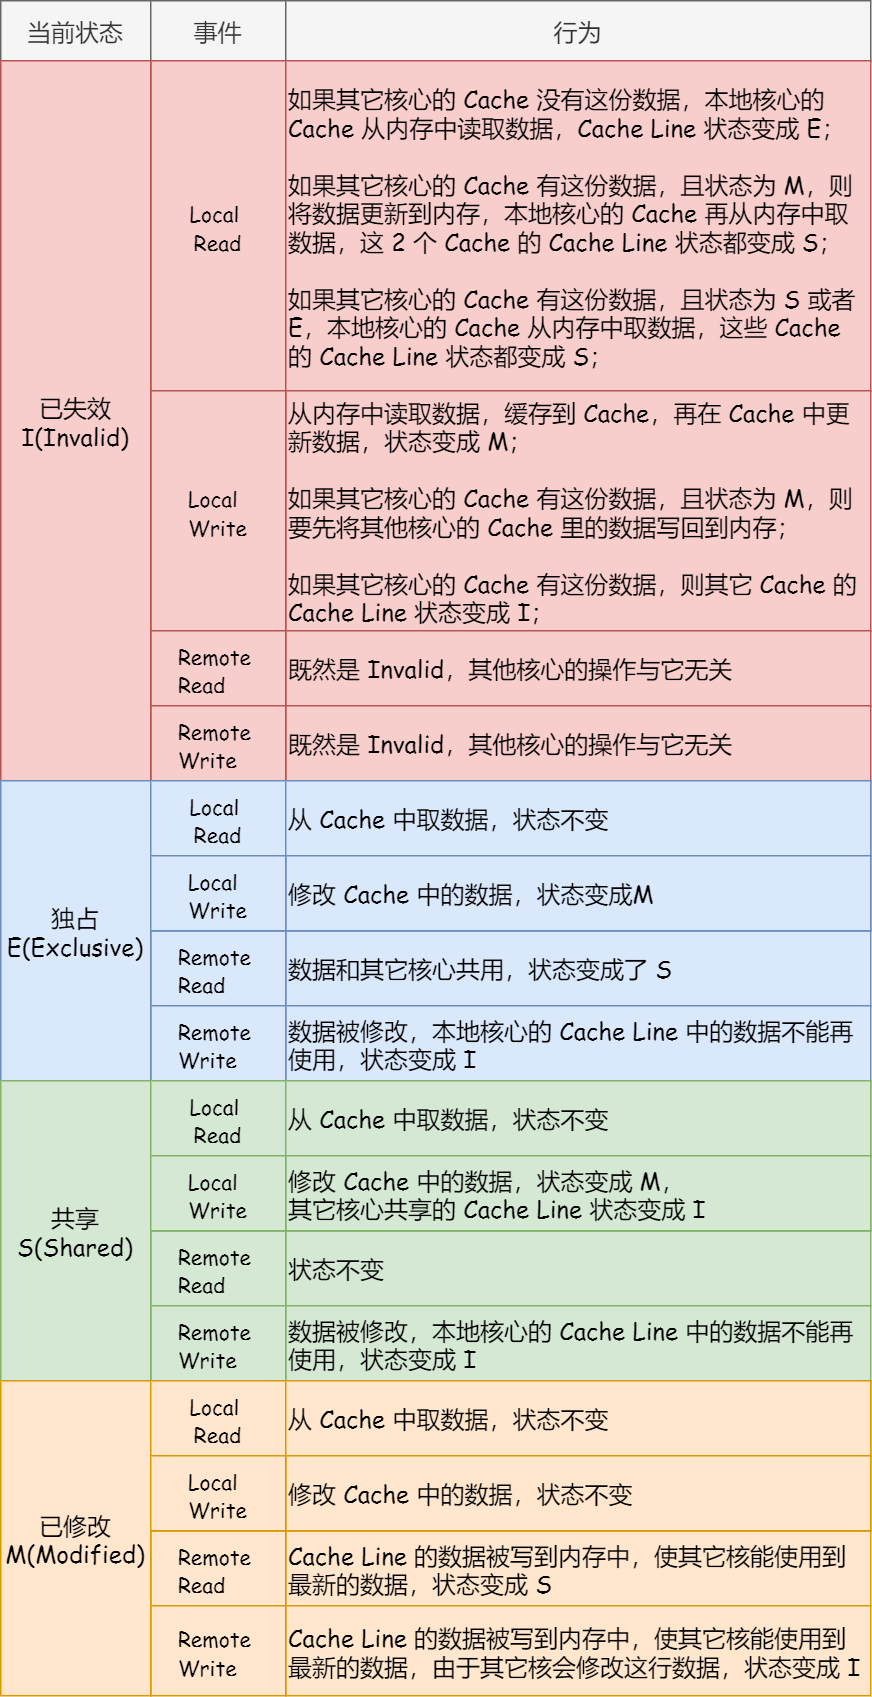 当前状态 事件 行为
已失效
I(Invalid)
Local
Read
如果其它核心的 Cache 没有这份数据，本地核心的
Cache 从内存中读取数据，Cache Line 状态变成 E；
如果其它核心的 Cache 有这份数据，且状态为 M，则
将数据更新到内存，本地核心的 Cache 再从内存中取
数据，这 2 个 Cache 的 Cache Line 状态都变成 S；
如果其它核心的 Cache 有这份数据，且状态为 S 或者
E，本地核心的 Cache 从内存中取数据，这些 Cache
的 Cache Line 状态都变成 S；
Local
Write
从内存中读取数据，缓存到 Cache，再在 Cache 中更
新数据，状态变成 M；
如果其它核心的 Cache 有这份数据，且状态为 M，则
要先将其他核心的 Cache 里的数据写回到内存；
如果其它核心的 Cache 有这份数据，则其它 Cache 的
Cache Line 状态变成 I；
Remote
Read
既然是 Invalid，其他核心的操作与它无关
Remote
Write
既然是 Invalid，其他核心的操作与它无关
独占
E(Exclusive)
Local
Read
从 Cache 中取数据，状态不变
Local
Write
修改 Cache 中的数据，状态变成M
Remote
Read
数据和其它核心共用，状态变成了 S
Remote
Write
数据被修改，本地核心的 Cache Line 中的数据不能再
使用，状态变成 I
共享
S(Shared)
Local
Read
从 Cache 中取数据，状态不变
Local
Write
修改 Cache 中的数据，状态变成 M，
其它核心共享的 Cache Line 状态变成 I
Remote
Read
状态不变
Remote
Write
数据被修改，本地核心的 Cache Line 中的数据不能再
使用，状态变成 I
已修改
M(Modified)
Local
Read
从 Cache 中取数据，状态不变
Local
Write
修改 Cache 中的数据，状态不变
Remote
Read
Cache Line 的数据被写到内存中，使其它核能使用到
最新的数据，状态变成 S
Remote
Write
Cache Line 的数据被写到内存中，使其它核能使用到
最新的数据，由于其它核会修改这行数据，状态变成 I